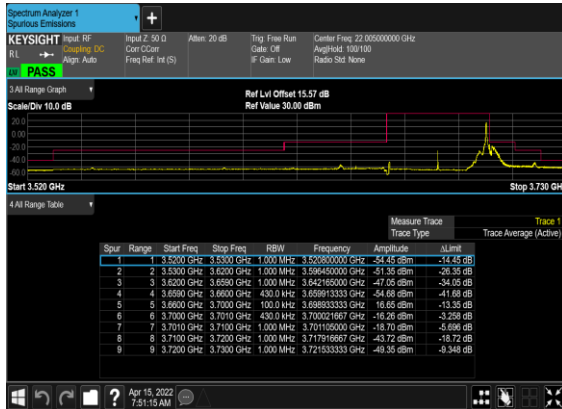 Spectrum Analyzer 1
Spurious Emissions
KEYSIGHT Input: RF Input Z: 50 Ω Atten: 20 dB Trig: Free Run Center Freq: 22.005000000 GHz
RL Coupling: DC Corr CCorr Gate: Off Avg|Hold: 100/100
Align: Auto Freq Ref: Int (S) IF Gain: Low Radio Std: None
LU PASS
3 All Range Graph
Ref Lvl Offset 15.57 dB
Scale/Div 10.0 dB Ref Value 30.00 dBm
20.0
0.00
-20.0
-40.0
-60.0
Start 3.520 GHz Stop 3.730 GHz
4 All Range Table
Measure Trace Trace 1
Trace Type Trace Average (Active)
Spur Range Start Freq Stop Freq RBW Frequency Amplitude ΔLimit
1 1 3.5200 GHz 3.5300 GHz 1.000 MHz 3.520800000 GHz -54.45 dBm -14.45 dB
2 2 3.5300 GHz 3.6200 GHz 1.000 MHz 3.596450000 GHz -51.35 dBm -26.35 dB
3 3 3.6200 GHz 3.6590 GHz 1.000 MHz 3.642165000 GHz -47.05 dBm -34.05 dB
4 4 3.6590 GHz 3.6600 GHz 430.0 kHz 3.659913333 GHz -54.68 dBm -41.68 dB
5 5 3.6600 GHz 3.7000 GHz 100.0 kHz 3.698933333 GHz 16.65 dBm -13.35 dB
6 6 3.7000 GHz 3.7010 GHz 430.0 kHz 3.700021667 GHz -16.26 dBm -3.258 dB
7 7 3.7010 GHz 3.7100 GHz 1.000 MHz 3.701105000 GHz -18.70 dBm -5.696 dB
8 8 3.7100 GHz 3.7200 GHz 1.000 MHz 3.717916667 GHz -43.72 dBm -18.72 dB
9 9 3.7200 GHz 3.7300 GHz 1.000 MHz 3.721533333 GHz -49.35 dBm -9.348 dB
Apr 15, 2022
7:51:15 AM